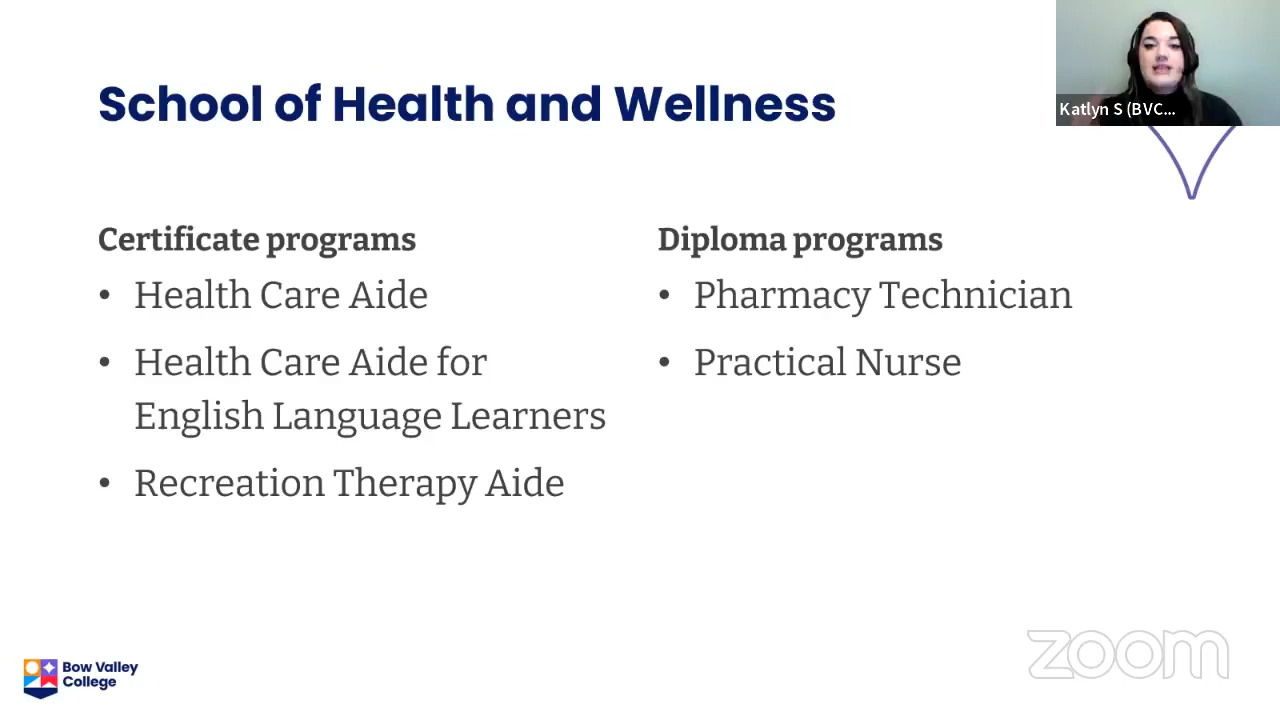 School of Health and Wellness
Katlyn S (BVC...
Certificate programs
• Health Care Aide
• Health Care Aide for
English Language Learners
• Recreation Therapy Aide
Diploma programs
• Pharmacy Technician
• Practical Nurse
Bow Valley
College
zoom